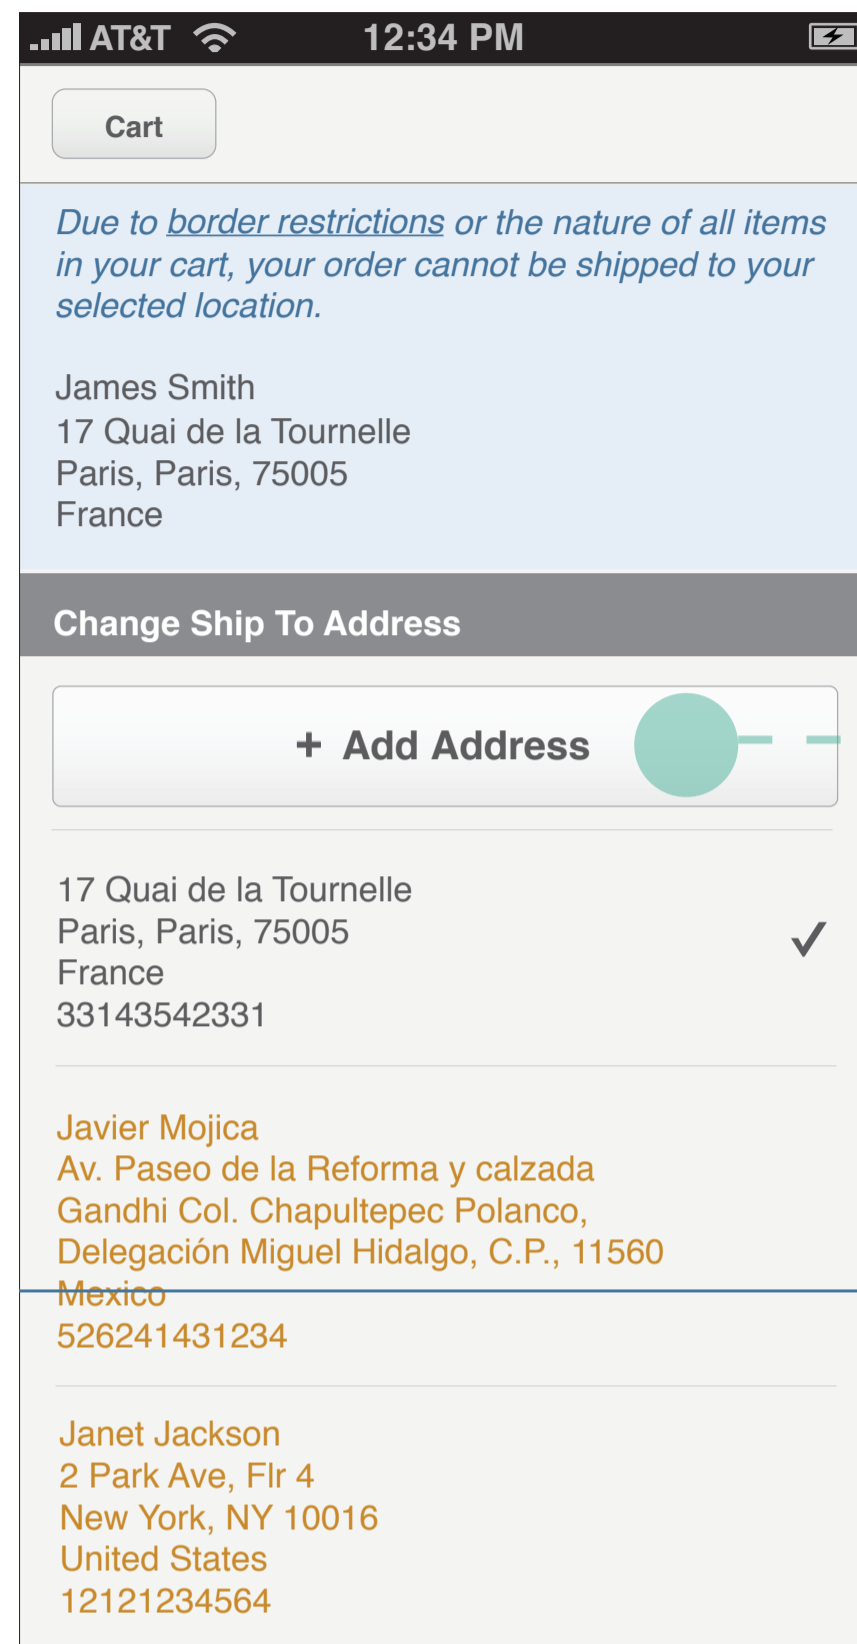 AT&T 12:34 PM
Cart
Due to border restrictions or the nature of all items
in your cart, your order cannot be shipped to your
selected location.
James Smith
17 Quai de la Tournelle
Paris, Paris, 75005
France
Change Ship To Address
+ Add Address
17 Quai de la Tournelle
Paris, Paris, 75005
France
33143542331
Javier Mojica
Av. Paseo de la Reforma y calzada
Gandhi Col. Chapultepec Polanco,
Delegación Miguel Hidalgo, C.P., 11560
Mexico
526241431234
Janet Jackson
2 Park Ave, Flr 4
New York, NY 10016
United States
12121234564